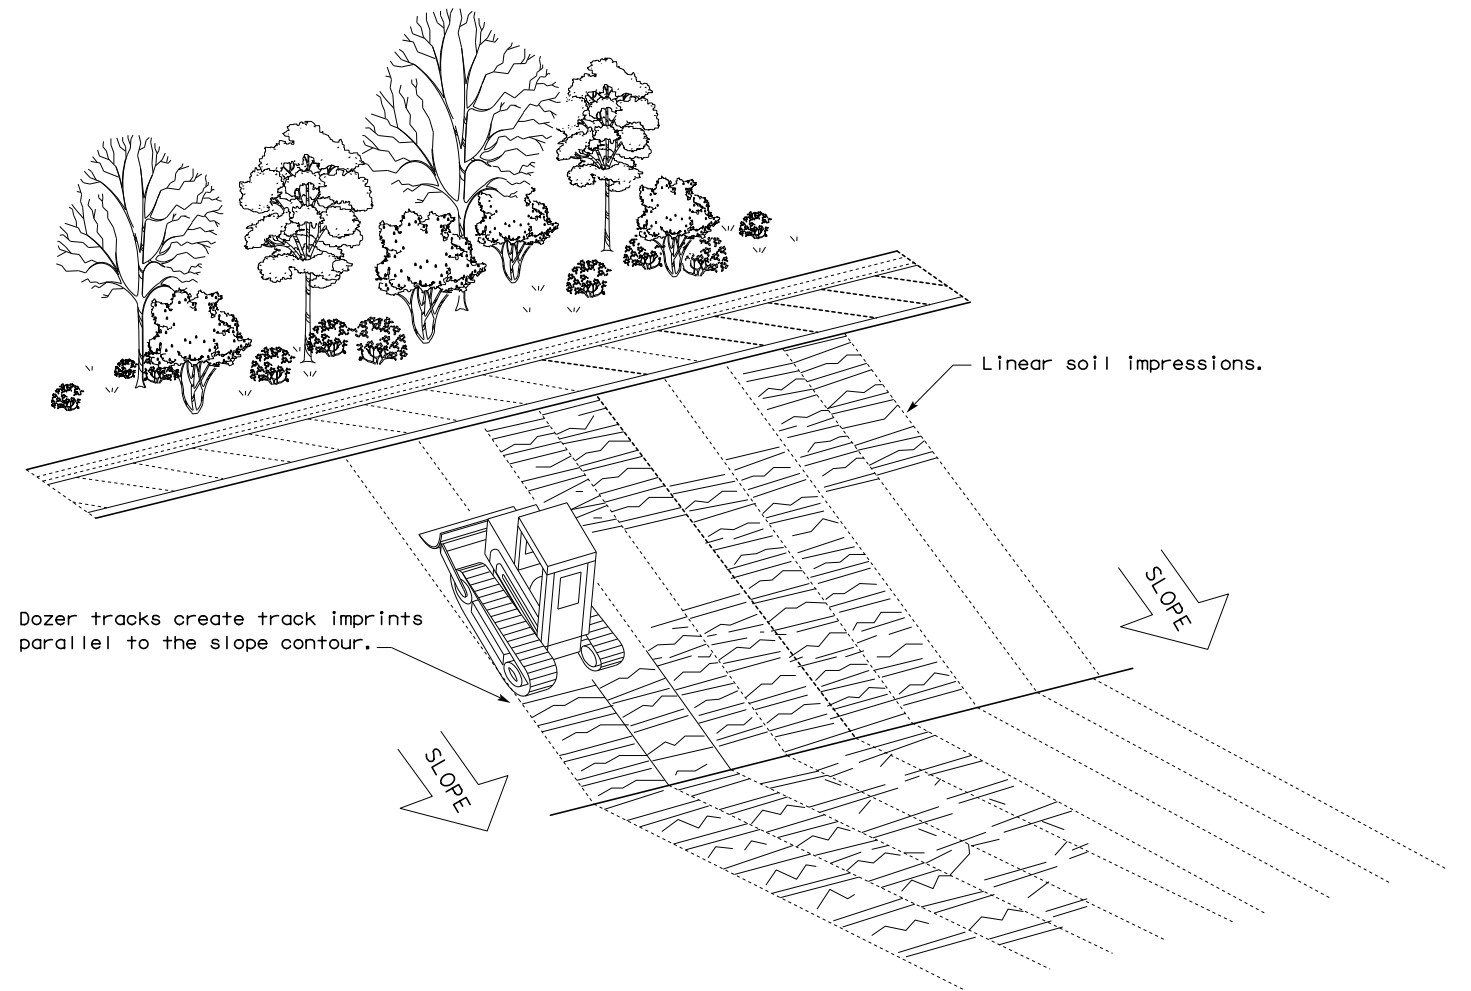 Linear soil impressions.
SLOPE
Dozer tracks create track imprints
parallel to the slope contour.
SLOPE